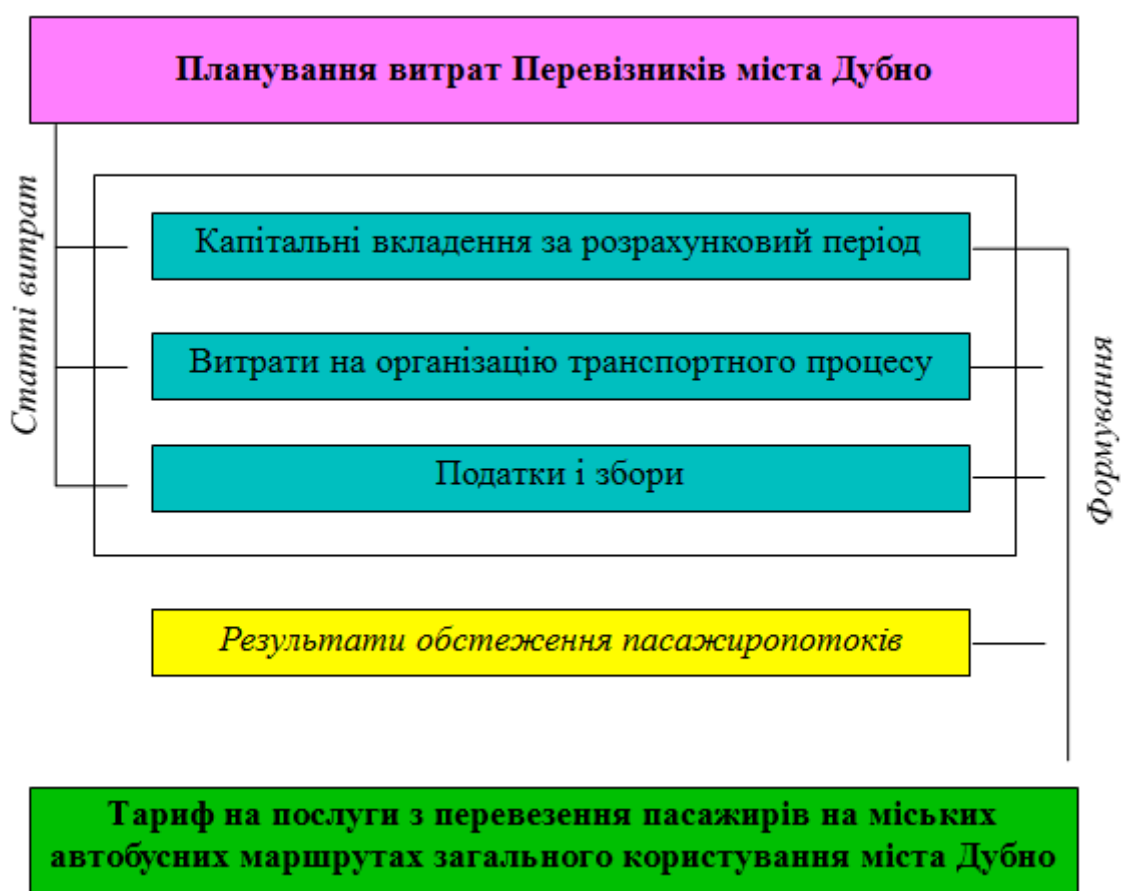 Планування витрат Перевізників міста Дубно
Статті витрат
Капітальні вкладення за розрахунковий період
Витрати на організацію транспортного процесу
Податки і збори
Формування
Результати обстеження пасажиропотоків
Тариф на послуги з перевезення пасажирів на міських
автобусних маршрутах загального користування міста Дубно